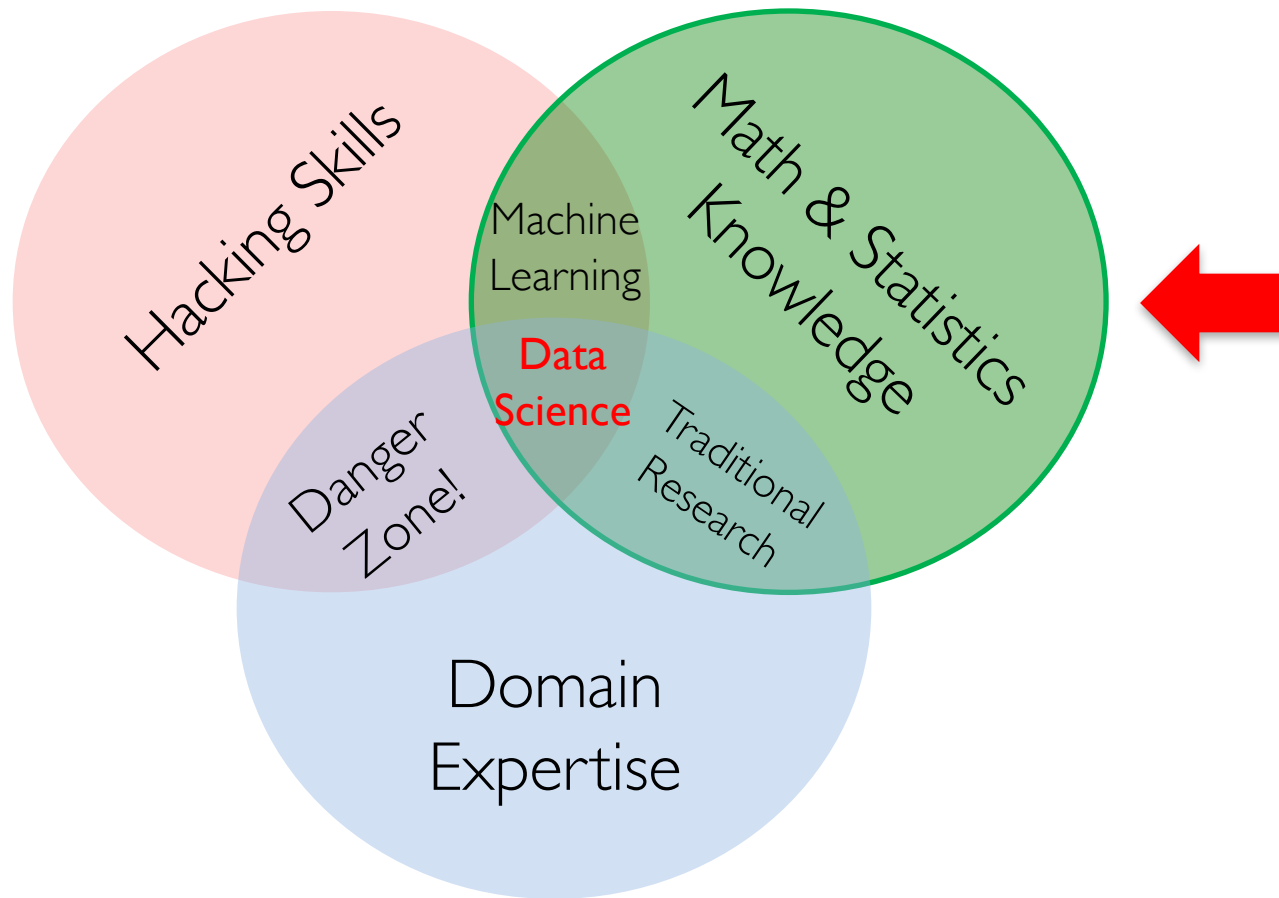 Hacking Skills
Math & Statistics
Knowledge
Machine
Learning
Data
Science
Danger
Zone!
Traditional
Research
Domain
Expertise